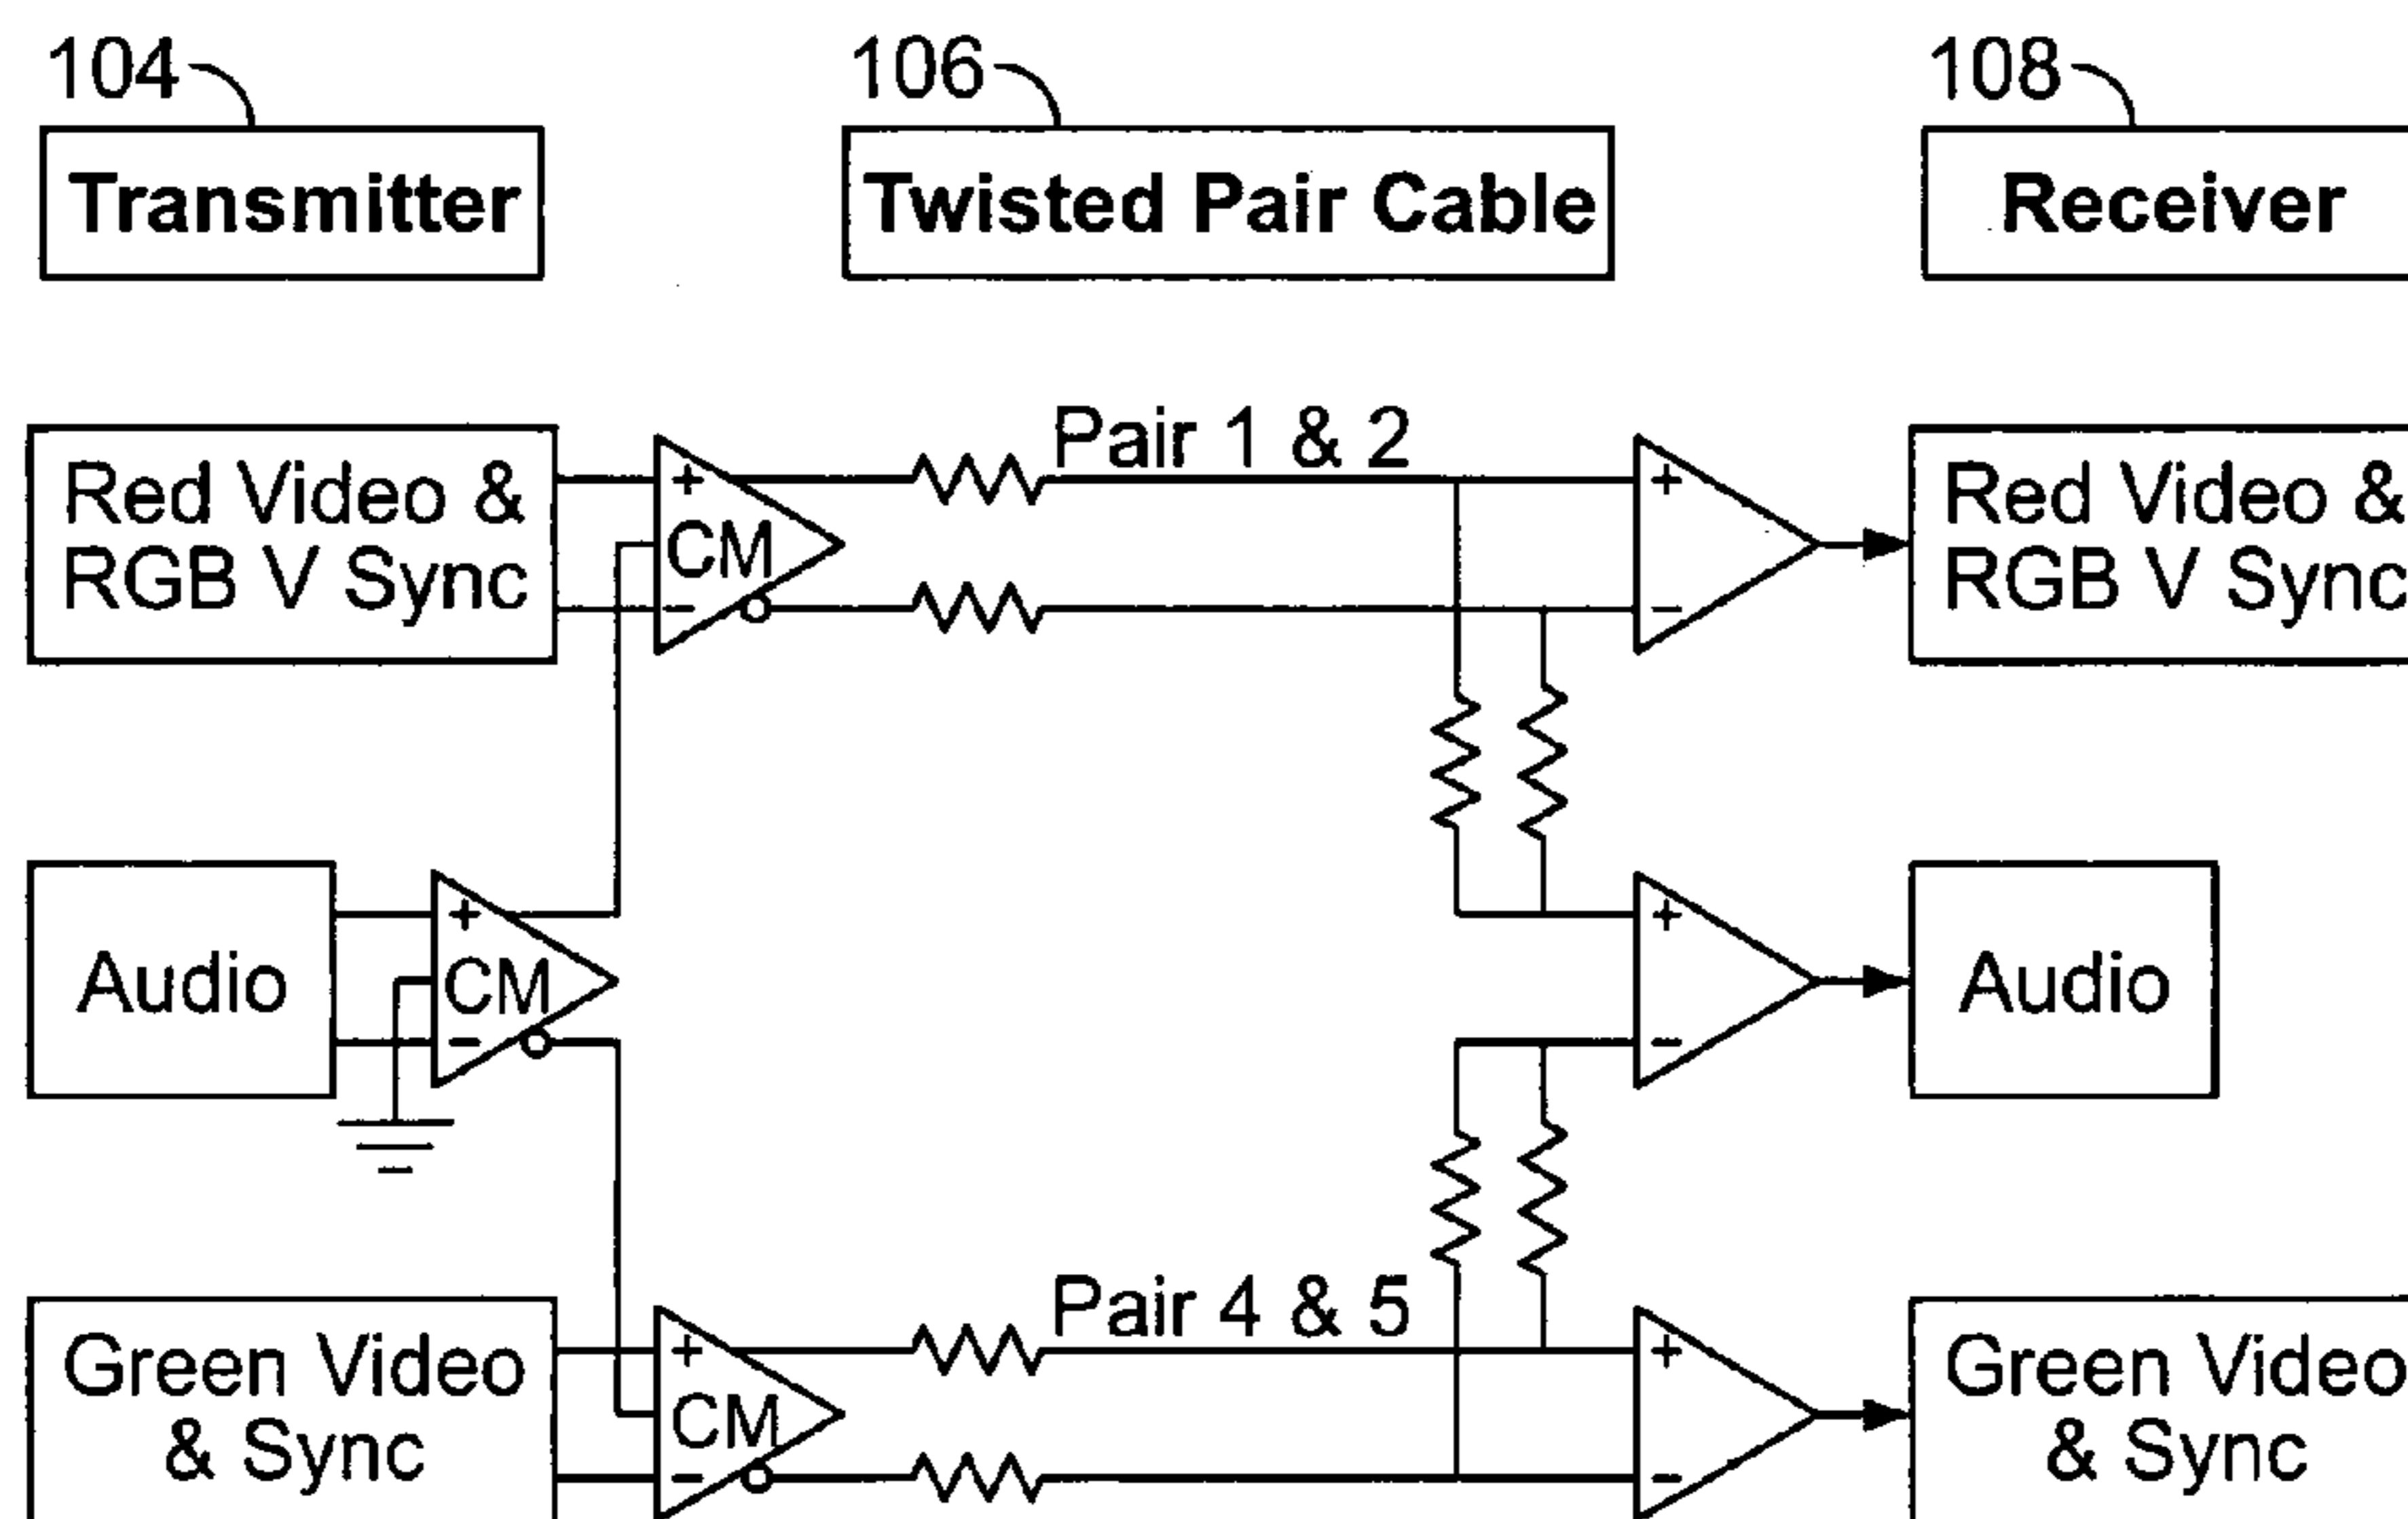 104
106
108
Transmitter
Twisted Pair Cable
Receiver
Pair 1 & 2
Red Video &
RGB V Sync
+
CM
−
+
−
Red Video &
RGB V Sync
Audio
+
CM
−
+
−
Audio
Pair 4 & 5
Green Video
& Sync
+
CM
−
+
−
Green Video
& Sync